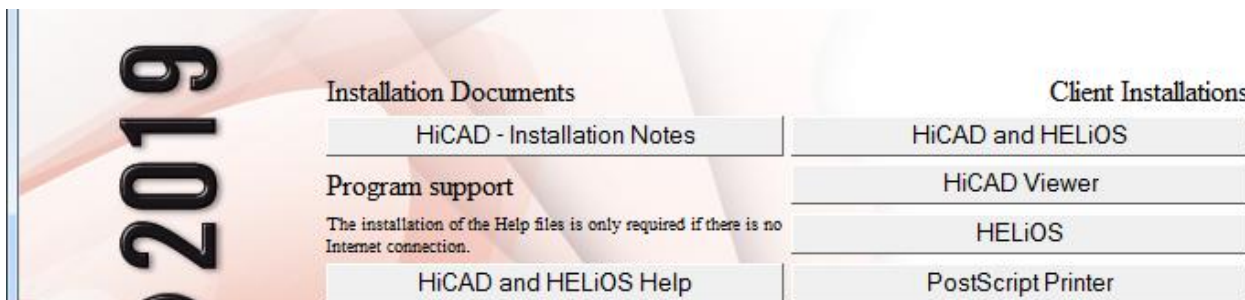 2019
Installation Documents
HiCAD - Installation Notes
Program support
The installation of the Help files is only required if there is no
Internet connection.
HiCAD and HELiOS Help
Client Installations
HiCAD and HELiOS
HiCAD Viewer
HELiOS
PostScript Printer